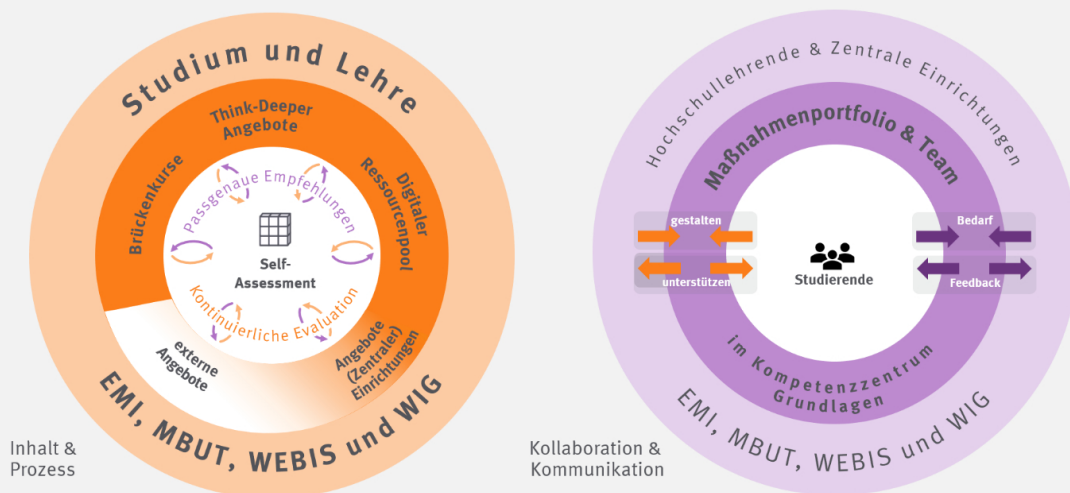 Studium und Lehre
Think-Deeper
Angebote
Brückenkurse
Digitaler
Ressourcenpool
Passgenaue Empfehlungen
Self-
Assessment
Kontinuierliche Evaluation
externe
Angebote
Angebote
(Zentraler)
Einrichtungen
EMI, MBUT, WEBIS und WIG
Inhalt &
Prozess
Hochschullehrende & Zentrale Einrichtungen
Maßnahmenportfolio & Team
gestalten
unterstützen
Bedarf
Feedback
Studierende
im Kompetenzzentrum
Grundlagen
EMI, MBUT, WEBIS und WIG
Kollaboration &
Kommunikation